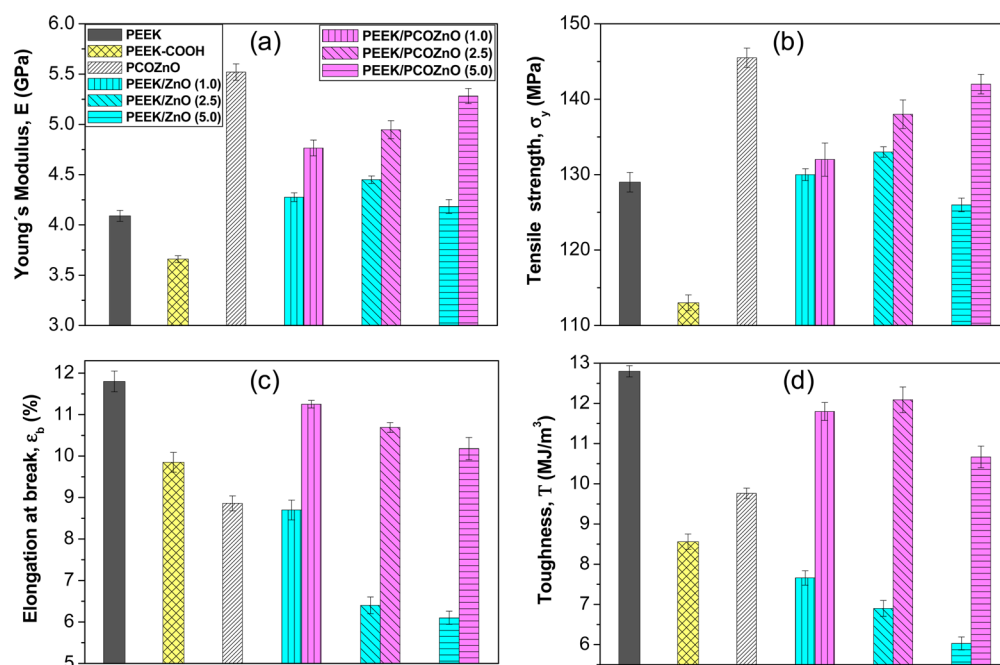 6.0
5.5
5.0
4.5
4.0
3.5
3.0
Young´s Modulus, E (GPa)
(a)
PEEK
PEEK-COOH
PCOZnO
PEEK/ZnO (1.0)
PEEK/ZnO (2.5)
PEEK/ZnO (5.0)
PEEK/PCOZnO (1.0)
PEEK/PCOZnO (2.5)
PEEK/PCOZnO (5.0)
150
140
130
120
110
Tensile strength, σy (MPa)
(b)
12
11
10
9
8
7
6
5
Elongation at break, εb (%)
(c)
13
12
11
10
9
8
7
6
Toughness, T (MJ/m³)
(d)